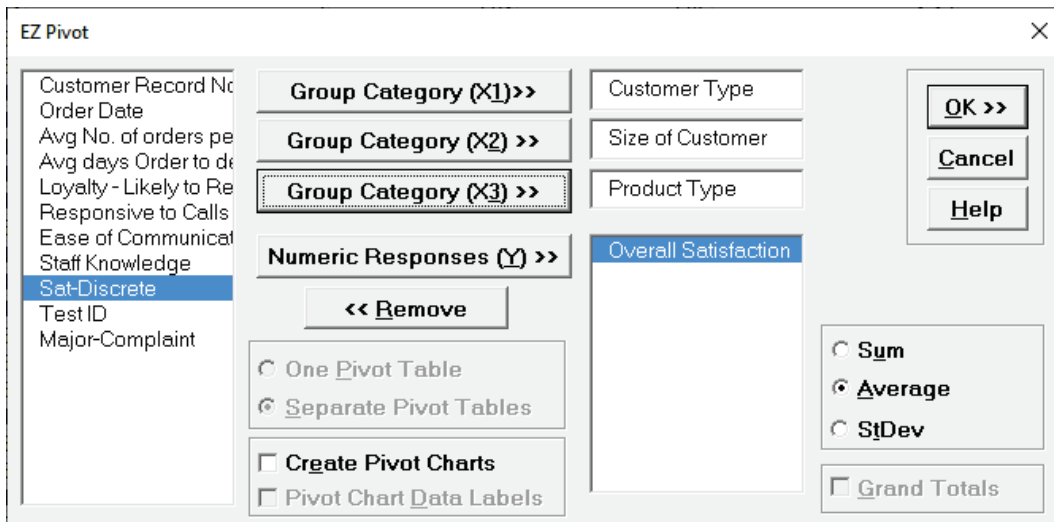 EZ Pivot
Customer Record No
Order Date
Avg No. of orders pe
Avg days Order to de
Loyalty - Likely to Re
Responsive to Calls
Ease of Communicat
Staff Knowledge
Sat-Discrete
Test ID
Major-Complaint
Group Category (X1)>>
Group Category (X2) >>
Group Category (X3) >>
Numeric Responses (Y) >>
<< Remove
One Pivot Table
Separate Pivot Tables
Create Pivot Charts
Pivot Chart Data Labels
Customer Type
Size of Customer
Product Type
Overall Satisfaction
OK >>
Cancel
Help
Sum
Average
StDev
Grand Totals